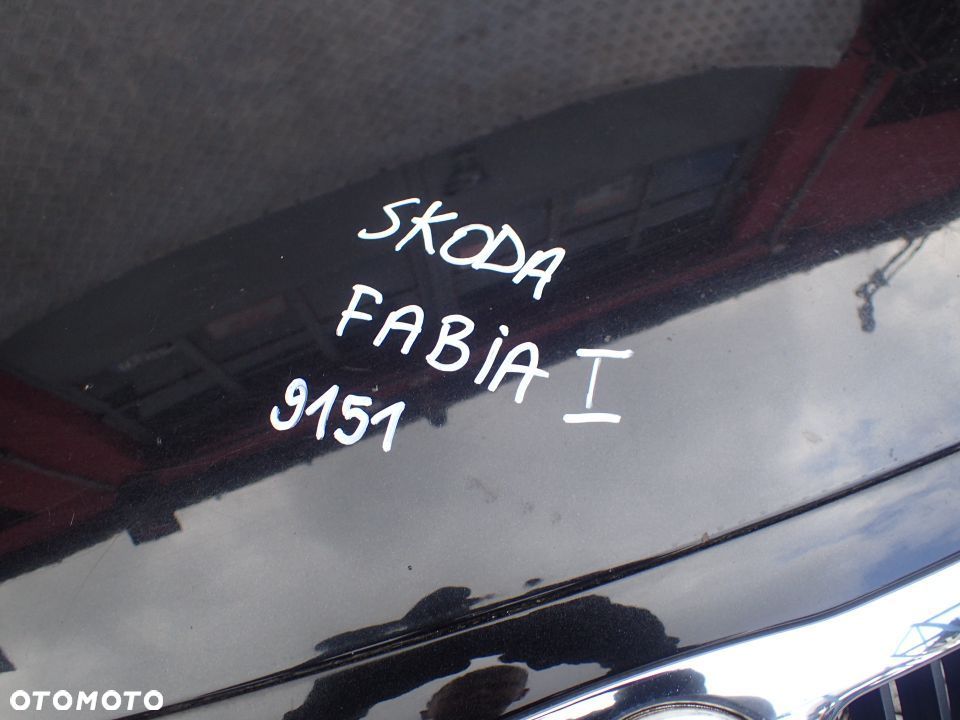 SKODA
FABiA I
9151
OTOMOTO